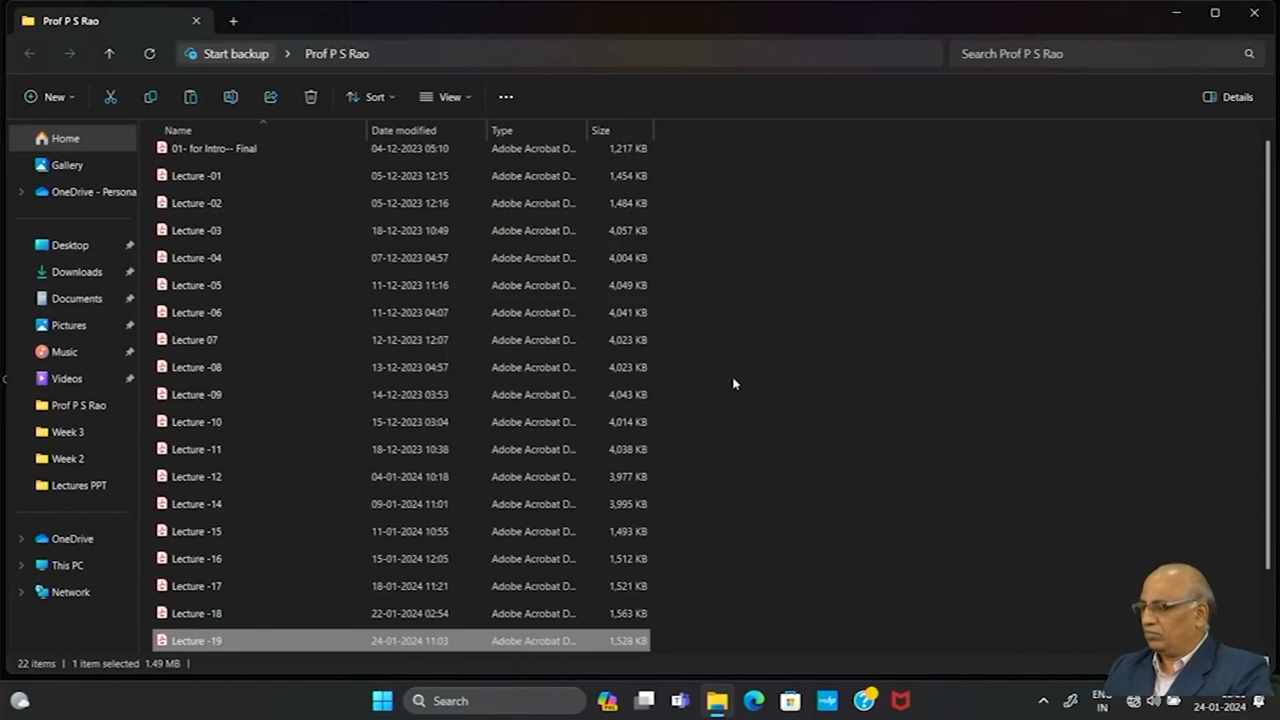 Prof P S Rao
Start backup > Prof P S Rao
Search Prof P S Rao
New
Sort
View
Details
Name Date modified Type Size
01- for Intro-- Final 04-12-2023 05:10 Adobe Acrobat D... 1,217 KB
Lecture -01 05-12-2023 12:15 Adobe Acrobat D... 1,454 KB
Lecture -02 05-12-2023 12:16 Adobe Acrobat D... 1,484 KB
Lecture -03 18-12-2023 10:49 Adobe Acrobat D... 4,057 KB
Lecture -04 07-12-2023 04:57 Adobe Acrobat D... 4,004 KB
Lecture -05 11-12-2023 11:16 Adobe Acrobat D... 4,049 KB
Lecture -06 11-12-2023 04:07 Adobe Acrobat D... 4,041 KB
Lecture 07 12-12-2023 12:07 Adobe Acrobat D... 4,023 KB
Lecture -08 13-12-2023 04:57 Adobe Acrobat D... 4,023 KB
Lecture -09 14-12-2023 03:53 Adobe Acrobat D... 4,043 KB
Lecture -10 15-12-2023 03:04 Adobe Acrobat D... 4,014 KB
Lecture -11 18-12-2023 10:38 Adobe Acrobat D... 4,038 KB
Lecture -12 04-01-2024 10:18 Adobe Acrobat D... 3,977 KB
Lecture -14 09-01-2024 11:01 Adobe Acrobat D... 3,995 KB
Lecture -15 11-01-2024 10:55 Adobe Acrobat D... 1,493 KB
Lecture -16 15-01-2024 12:05 Adobe Acrobat D... 1,512 KB
Lecture -17 18-01-2024 11:21 Adobe Acrobat D... 1,521 KB
Lecture -18 22-01-2024 02:54 Adobe Acrobat D... 1,563 KB
Lecture -19 24-01-2024 11:03 Adobe Acrobat D... 1,528 KB
Home
Gallery
OneDrive - Persona
Desktop
Downloads
Documents
Pictures
Music
Videos
Prof P S Rao
Week 3
Week 2
Lectures PPT
OneDrive
This PC
Network
22 items | 1 item selected 1.49 MB |
Search
ENG
IN
24-01-2024